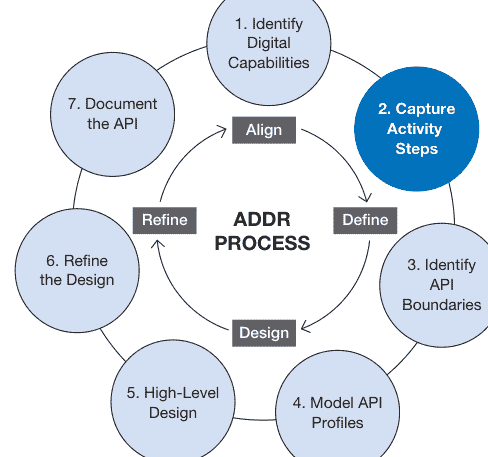 1. Identify
Digital
Capabilities
2. Capture
Activity
Steps
3. Identify
API
Boundaries
4. Model API
Profiles
5. High-Level
Design
6. Refine
the Design
7. Document
the API
Align
Define
Design
Refine
ADDR
PROCESS